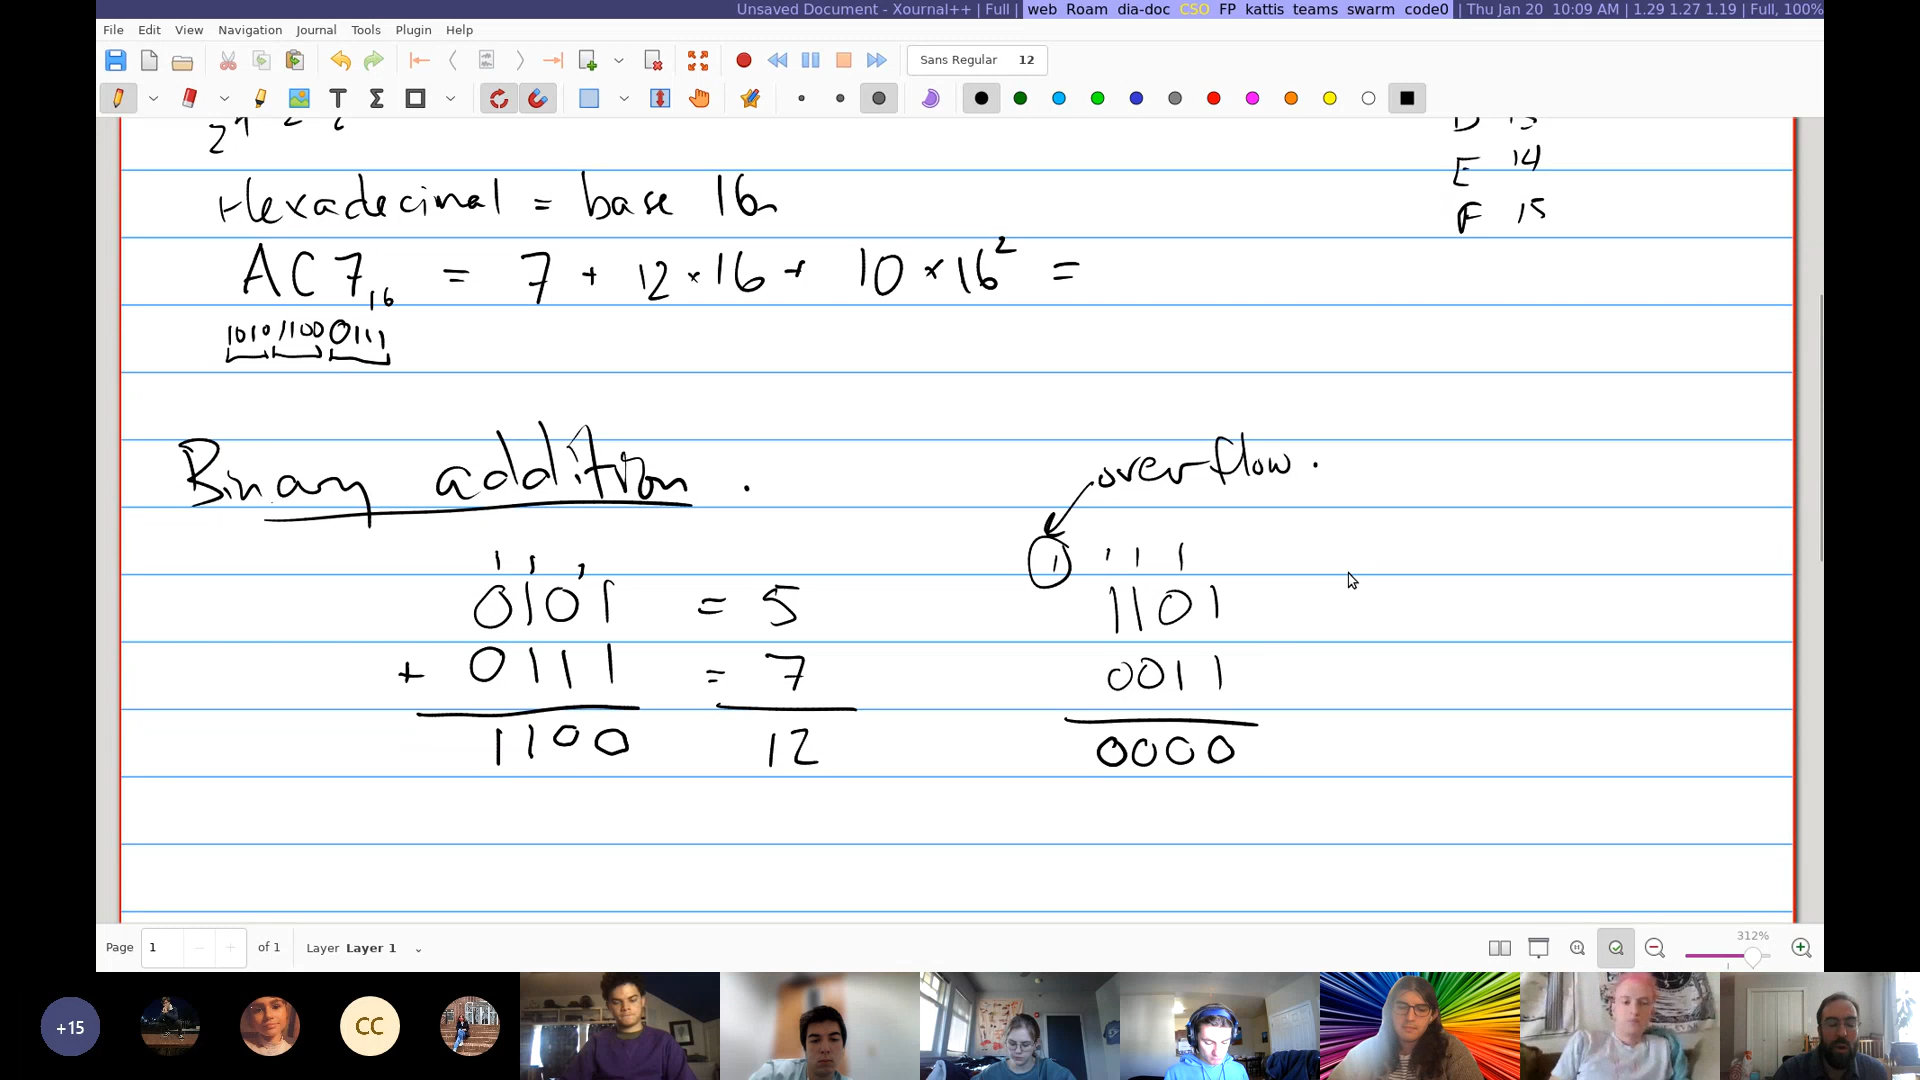 Unsaved Document - Xournal++ | Full | web Roam dia-doc CSO FP kattis teams swarm code0 | Thu Jan 20 10:09 AM | 1.29 1.27 1.19 | Full, 100%
File Edit View Navigation Journal Tools Plugin Help
Sans Regular 12
E 14
F 15
Hexadecimal = base 16
AC7₁₆ = 7 + 12 × 16 + 10 × 16² =
1010 1100 0111
Binary addition .
overflow .
1 1 1
1 1 1 1
0101 = 5
1101
+ 0111 = 7
0011
1100 12
0000
Page 1 of 1 Layer Layer 1
312%
+15
CC